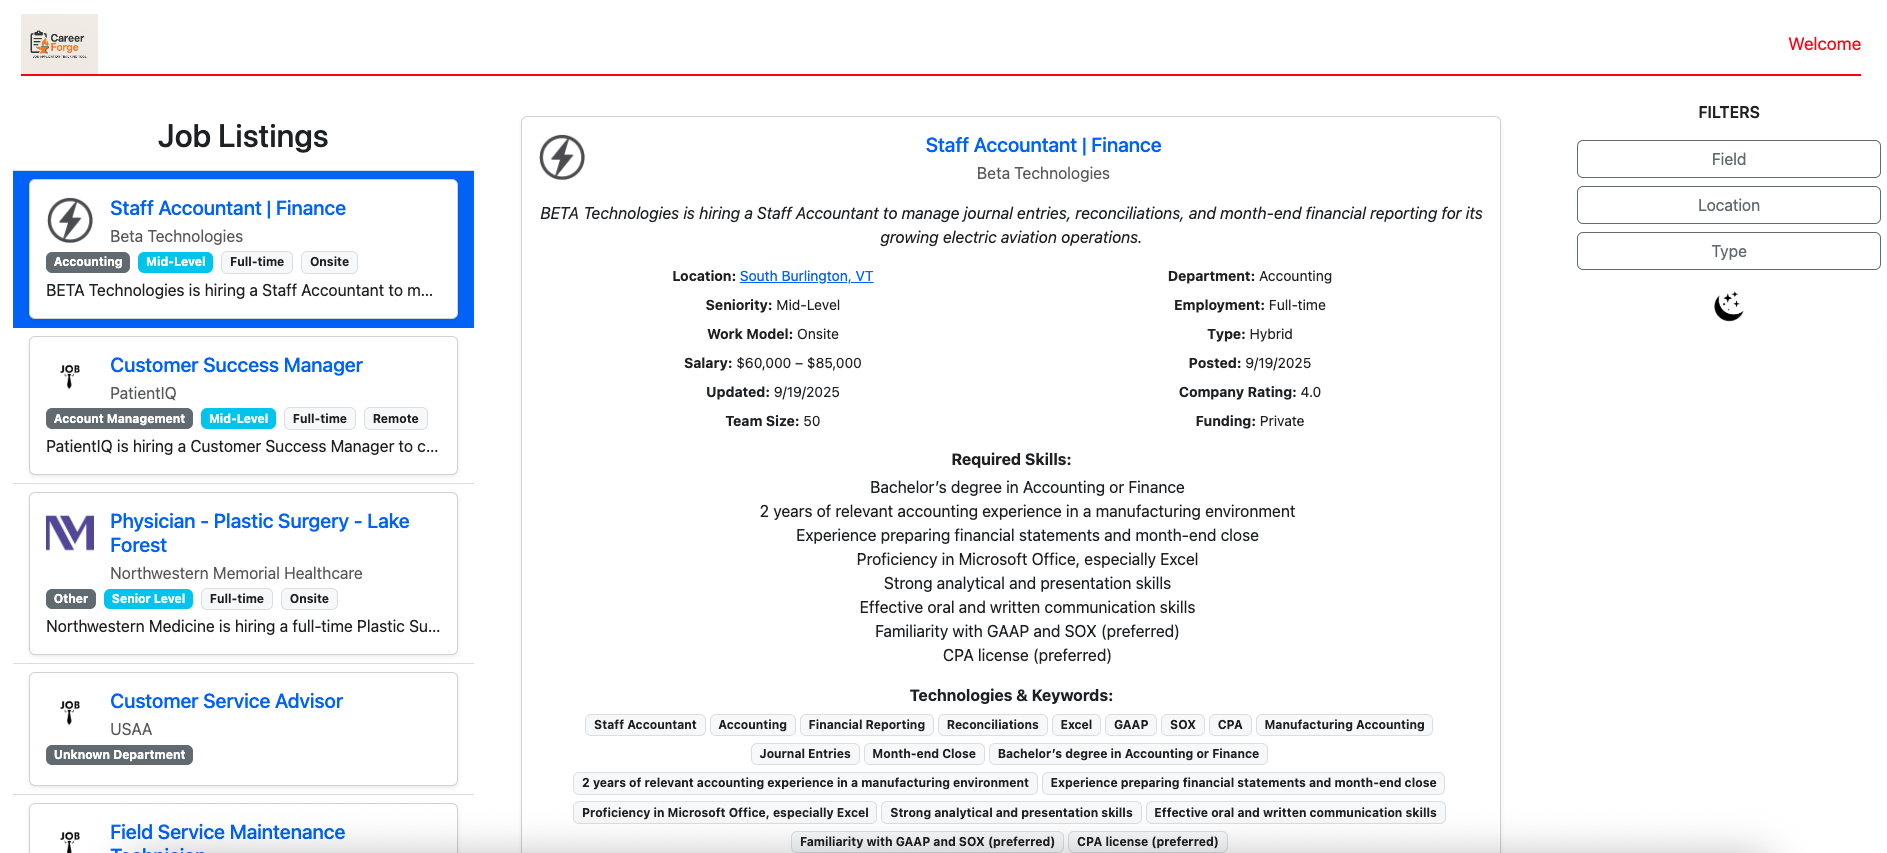 Career
Forge
JOB APPLICATION TRACKING TOOL
Welcome
Job Listings
Staff Accountant | Finance
Beta Technologies
Accounting Mid-Level Full-time Onsite
BETA Technologies is hiring a Staff Accountant to m...
JOB
Customer Success Manager
PatientIQ
Account Management Mid-Level Full-time Remote
PatientIQ is hiring a Customer Success Manager to c...
NM
Physician - Plastic Surgery - Lake
Forest
Northwestern Memorial Healthcare
Other Senior Level Full-time Onsite
Northwestern Medicine is hiring a full-time Plastic Su...
JOB
Customer Service Advisor
USAA
Unknown Department
JOB
Field Service Maintenance
Technician
Staff Accountant | Finance
Beta Technologies
BETA Technologies is hiring a Staff Accountant to manage journal entries, reconciliations, and month-end financial reporting for its
growing electric aviation operations.
Location: South Burlington, VT
Department: Accounting
Seniority: Mid-Level
Employment: Full-time
Work Model: Onsite
Type: Hybrid
Salary: $60,000 – $85,000
Posted: 9/19/2025
Updated: 9/19/2025
Company Rating: 4.0
Team Size: 50
Funding: Private
Required Skills:
Bachelor’s degree in Accounting or Finance
2 years of relevant accounting experience in a manufacturing environment
Experience preparing financial statements and month-end close
Proficiency in Microsoft Office, especially Excel
Strong analytical and presentation skills
Effective oral and written communication skills
Familiarity with GAAP and SOX (preferred)
CPA license (preferred)
Technologies & Keywords:
Staff Accountant Accounting Financial Reporting Reconciliations Excel GAAP SOX CPA Manufacturing Accounting
Journal Entries Month-end Close Bachelor’s degree in Accounting or Finance
2 years of relevant accounting experience in a manufacturing environment Experience preparing financial statements and month-end close
Proficiency in Microsoft Office, especially Excel Strong analytical and presentation skills Effective oral and written communication skills
Familiarity with GAAP and SOX (preferred) CPA license (preferred)
FILTERS
Field
Location
Type